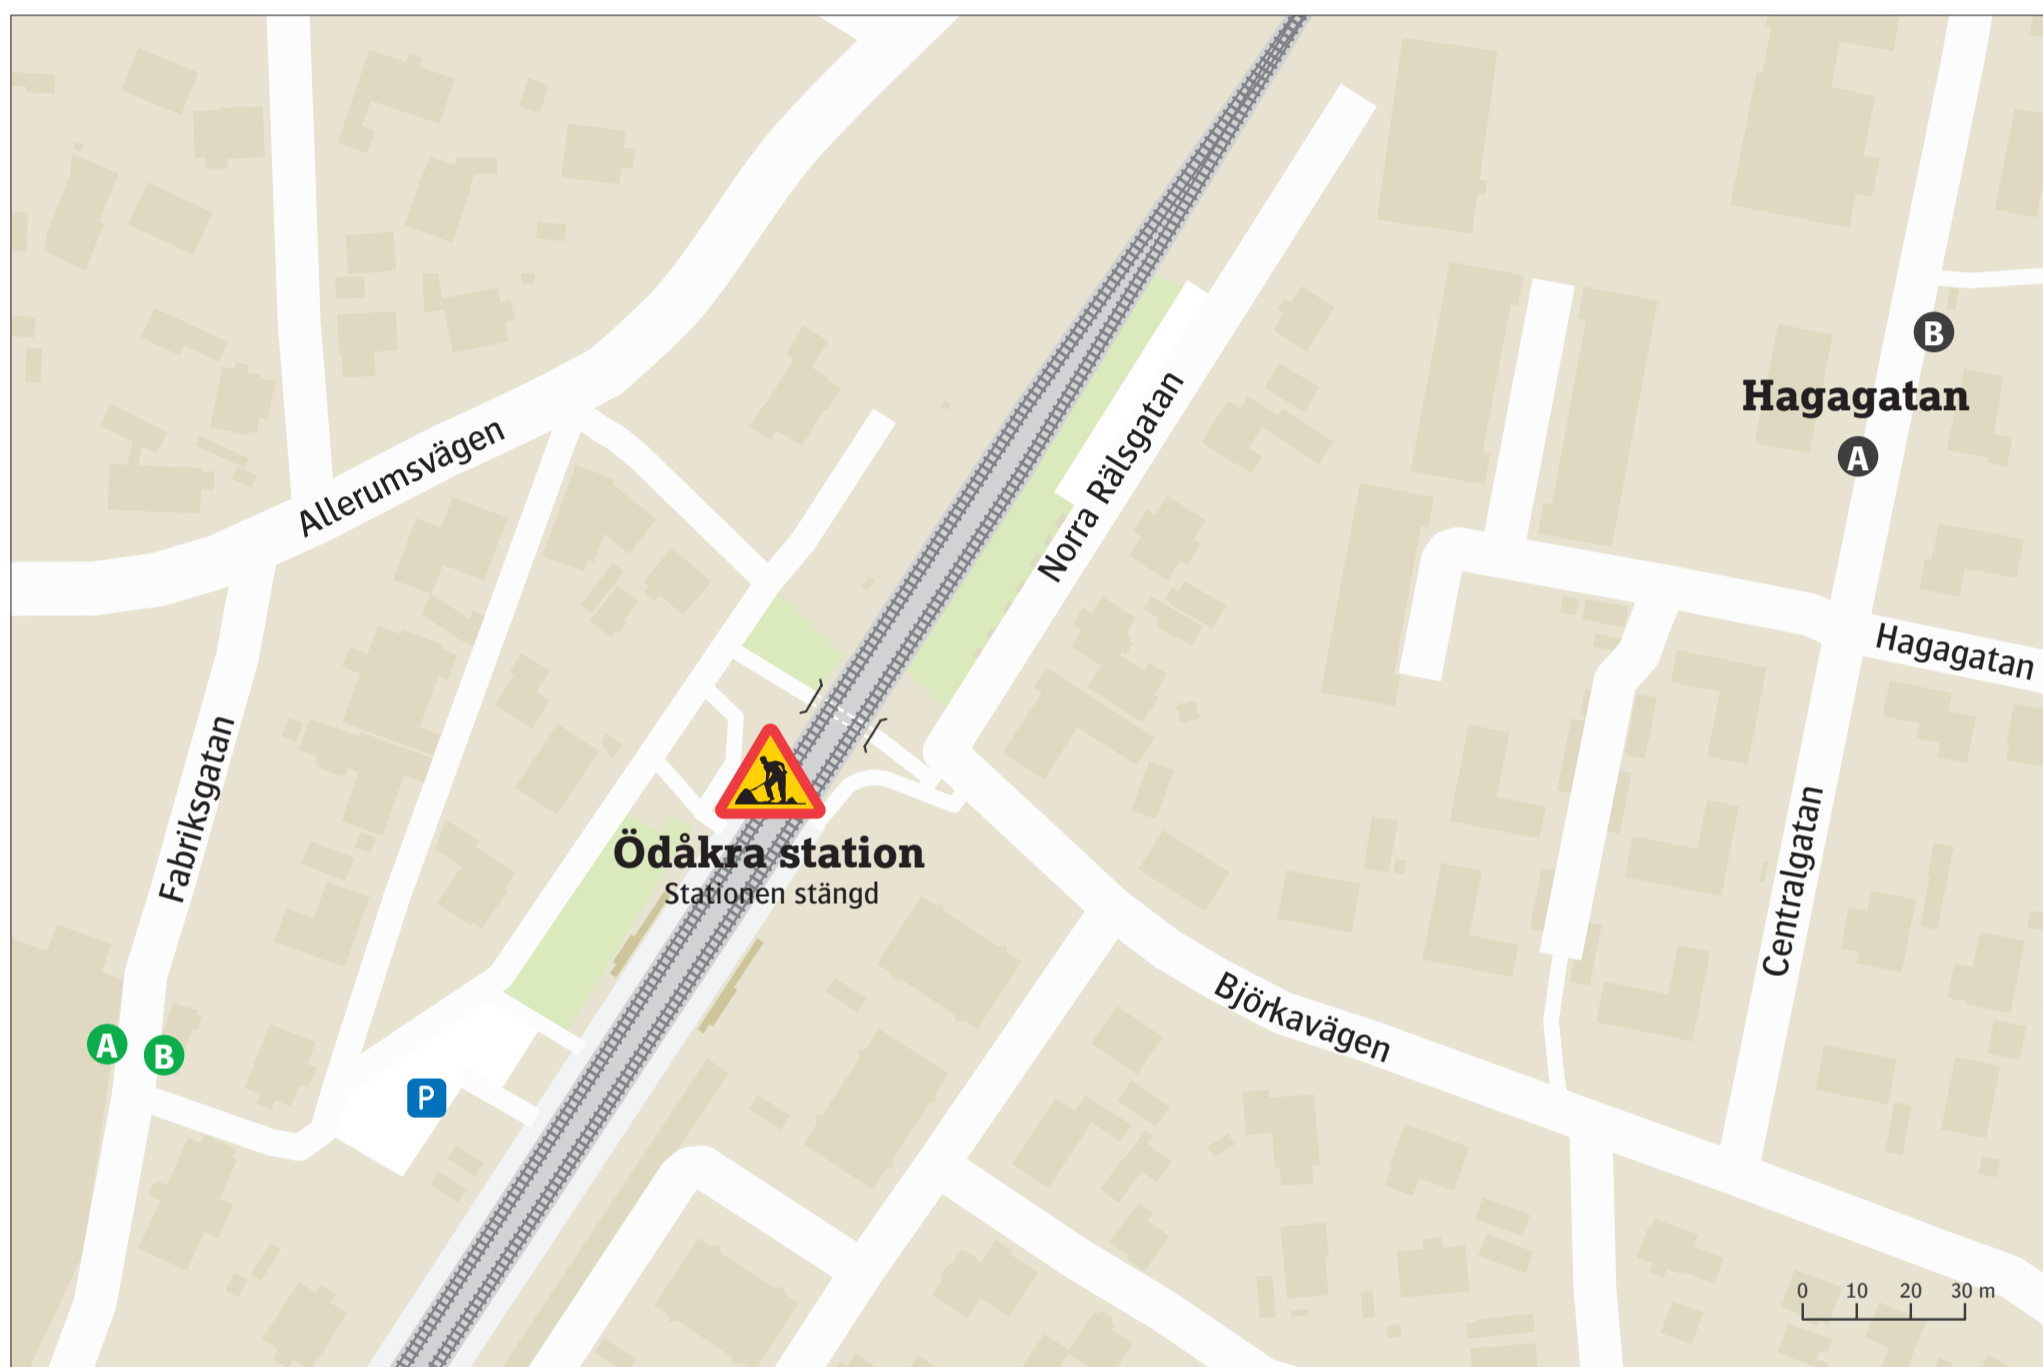 B
Hagagatan
A
Norra Rälsgatan
Allerumsvägen
Hagagatan
Fabriksgatan
Ödåkra station
Stationen stängd
Centralgatan
Björkavägen
A
B
P
0 10 20 30 m